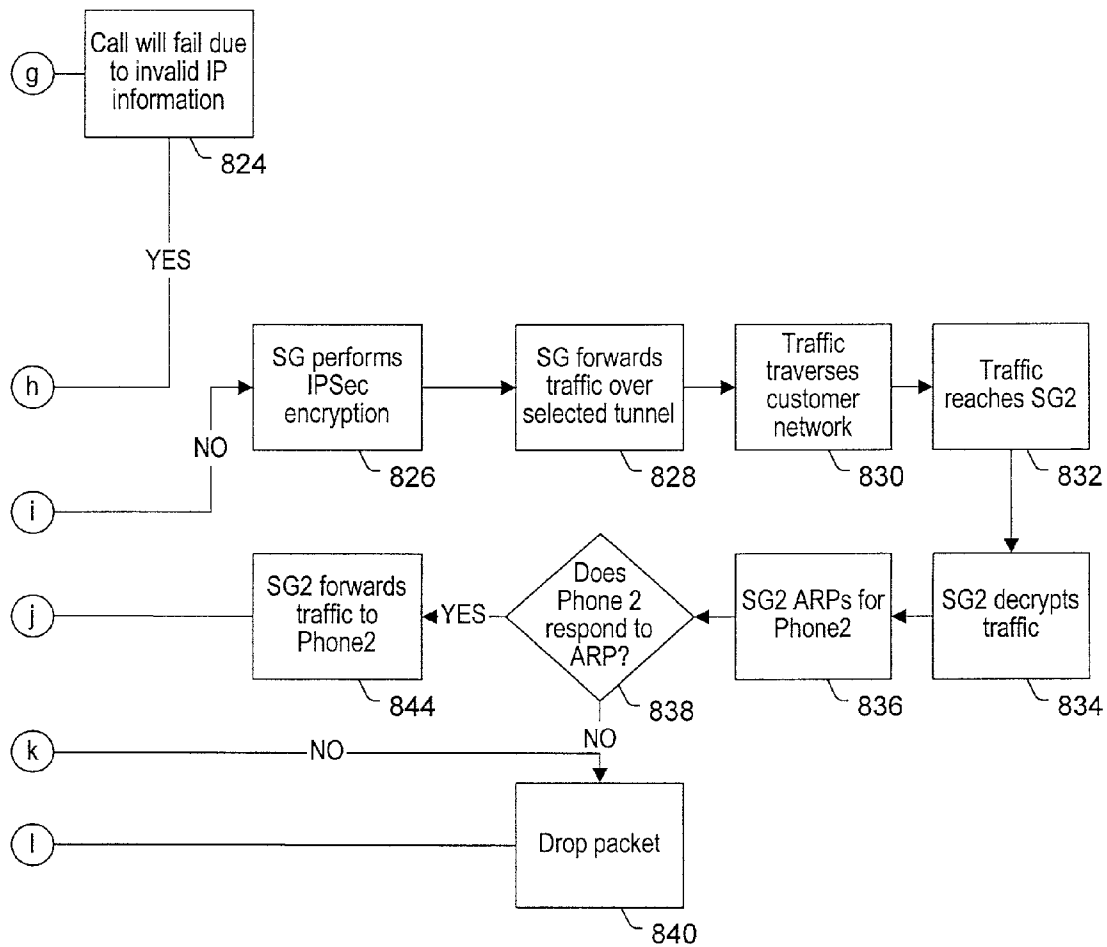 g
Call will fail due
to invalid IP
information
824
YES
h
SG performs
IPSec
encryption
826
SG forwards
traffic over
selected tunnel
828
Traffic
traverses
customer
network
830
Traffic
reaches SG2
832
NO
i
j
SG2 forwards
traffic to
Phone2
844
YES
Does
Phone 2
respond to
ARP?
838
SG2 ARPs for
Phone2
836
SG2 decrypts
traffic
834
NO
k
NO
l
Drop packet
840